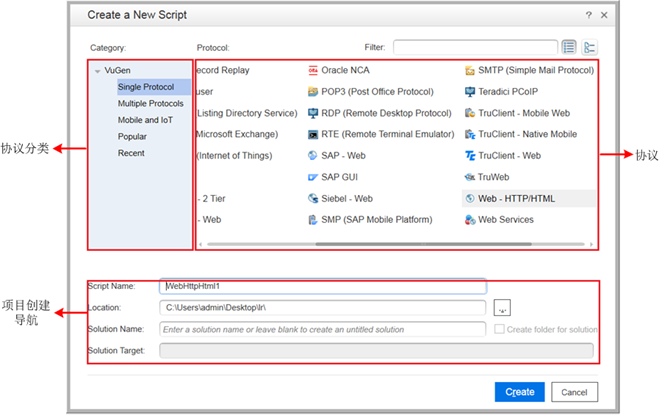 Create a New Script
? ×
Category:
Protocol:
Filter:
VuGen
Single Protocol
Multiple Protocols
Mobile and IoT
Popular
Recent
ecord Replay
user
(Listing Directory Service)
Microsoft Exchange)
(Internet of Things)
- 2 Tier
- Web
Oracle NCA
POP3 (Post Office Protocol)
RDP (Remote Desktop Protocol)
RTE (Remote Terminal Emulator)
SAP - Web
SAP GUI
Siebel - Web
SMP (SAP Mobile Platform)
SMTP (Simple Mail Protocol)
Teradici PCoIP
TruClient - Mobile Web
TruClient - Native Mobile
TruClient - Web
TruWeb
Web - HTTP/HTML
Web Services
协议分类
协议
项目创建
导航
Script Name:
WebHttpHtml1
Location:
C:\Users\admin\Desktop\lr\
Solution Name:
Enter a solution name or leave blank to create an untitled solution
Create folder for solution
Solution Target:
Create
Cancel